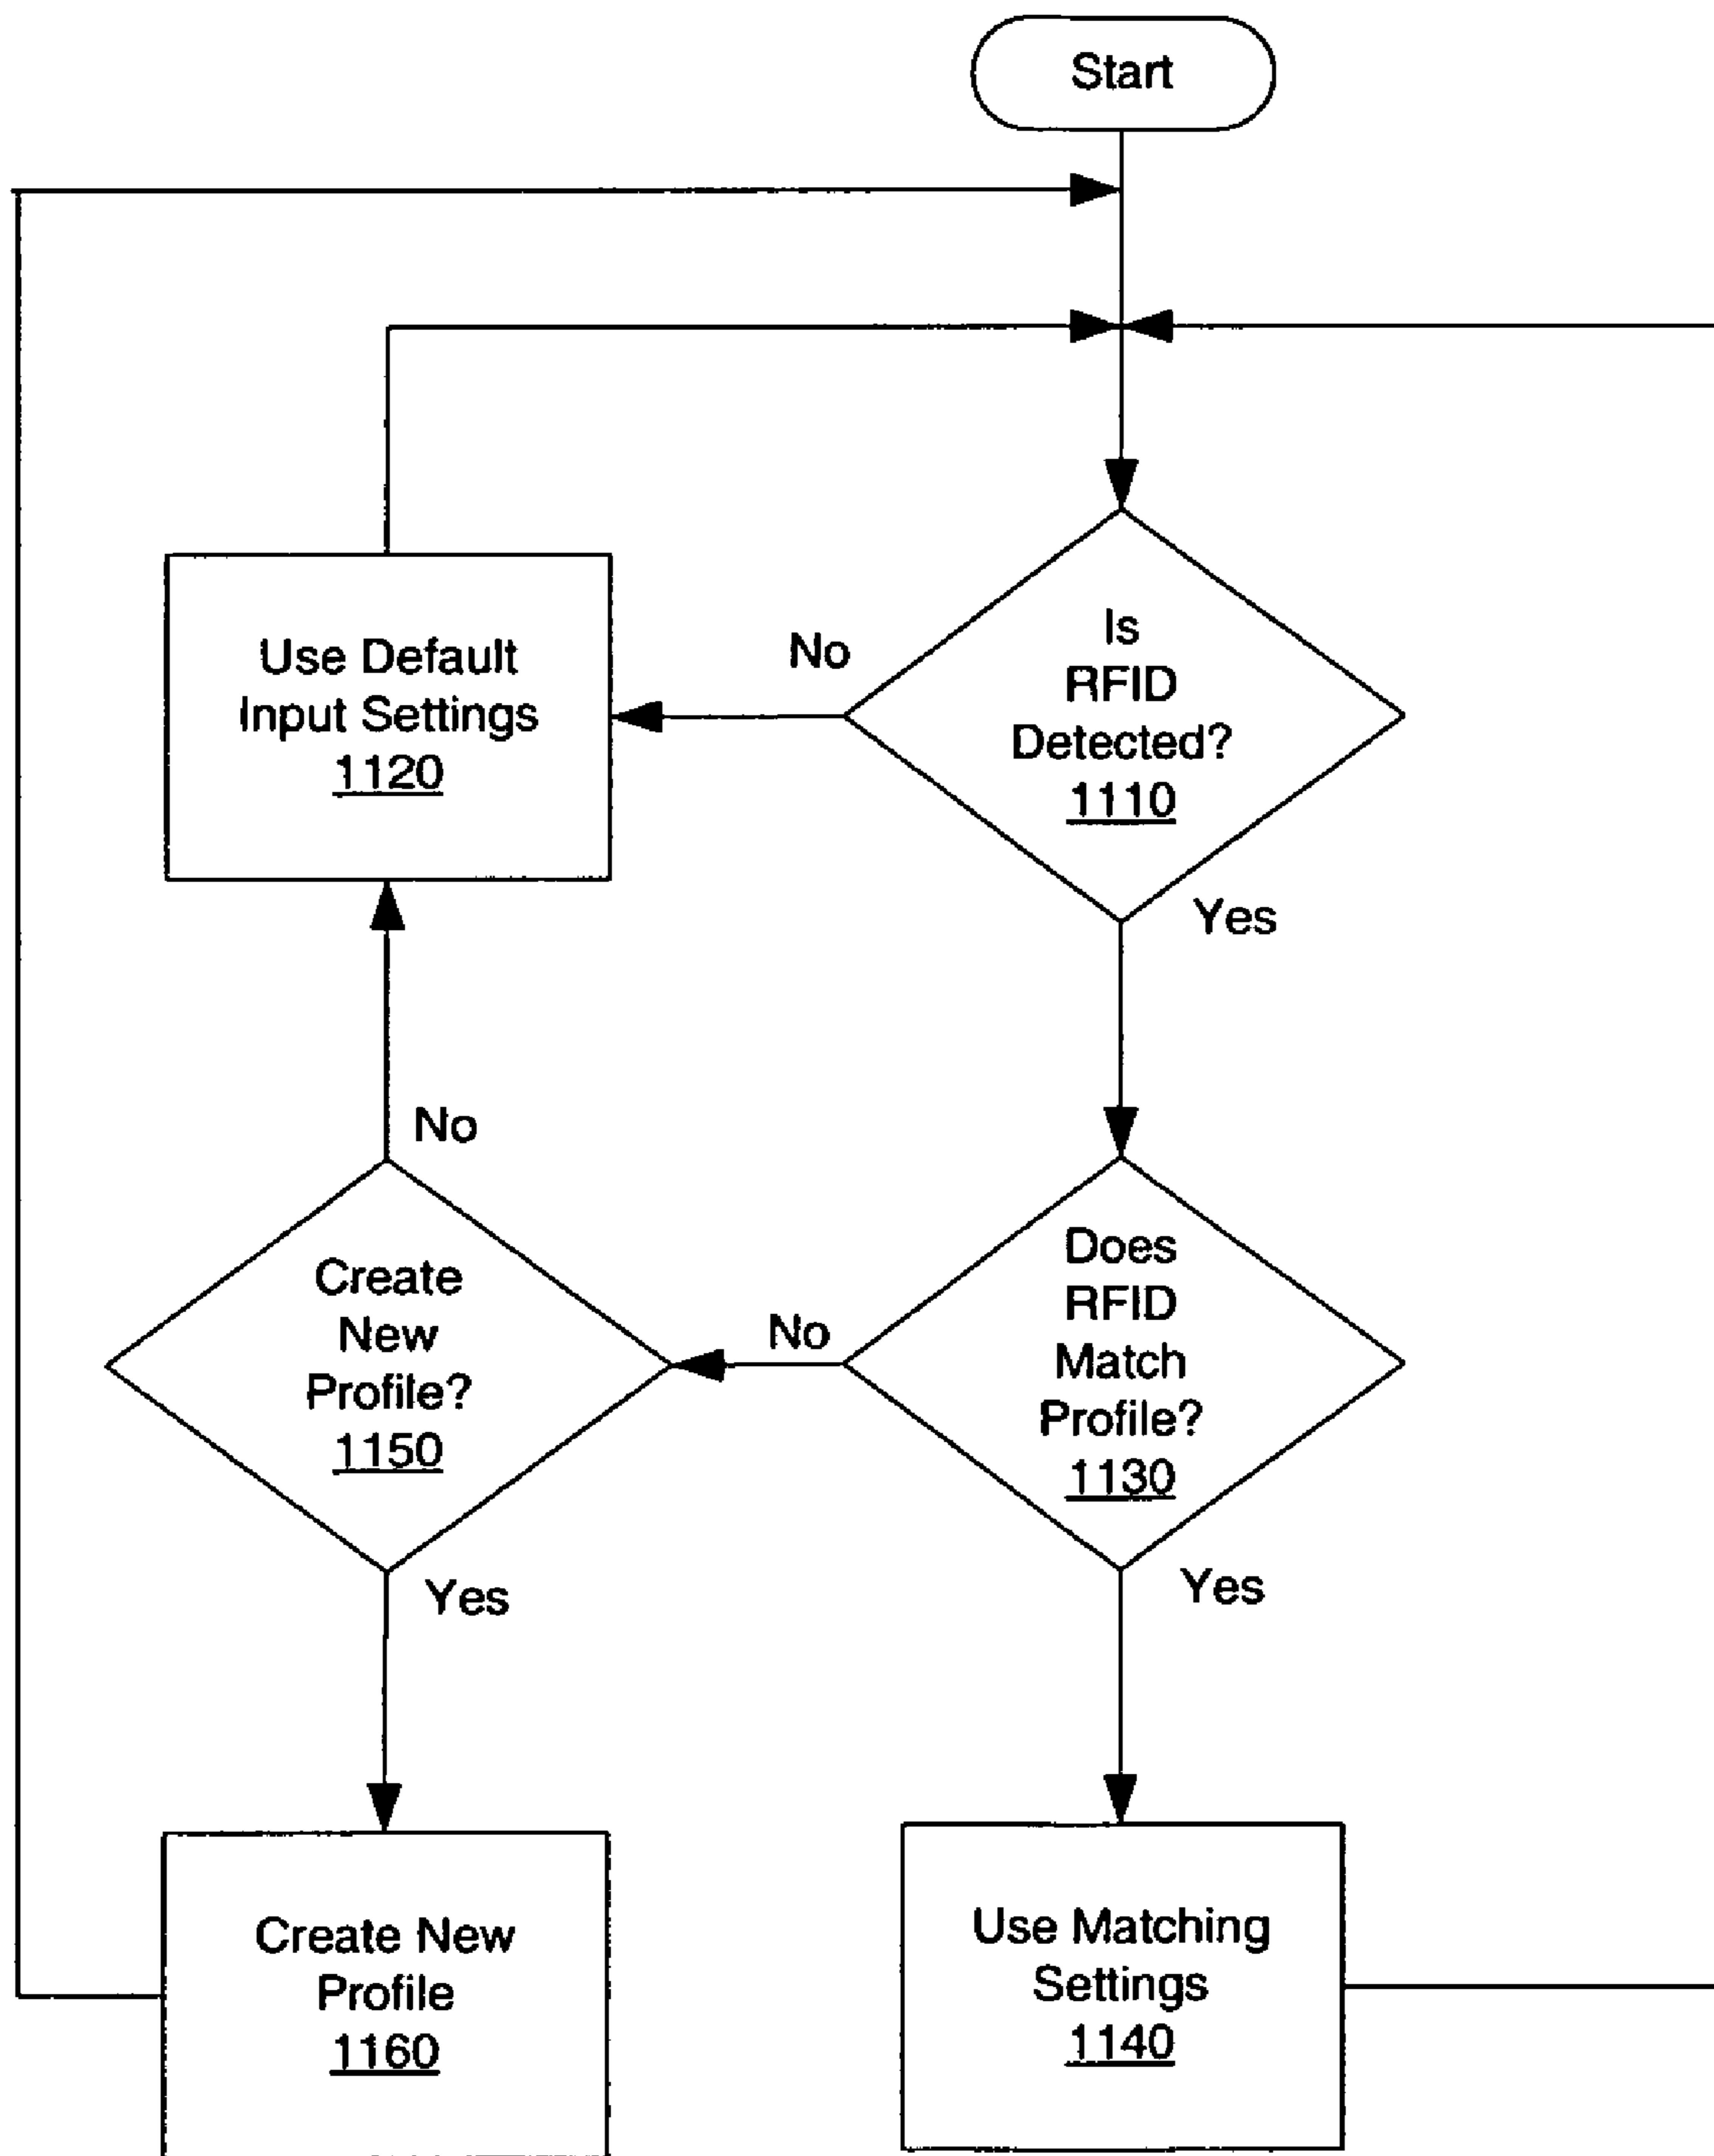 Start
Is
RFID
Detected?
1110
No
Yes
Use Default
Input Settings
1120
Does
RFID
Match
Profile?
1130
No
Yes
Create
New
Profile?
1150
No
Yes
Create New
Profile
1160
Use Matching
Settings
1140